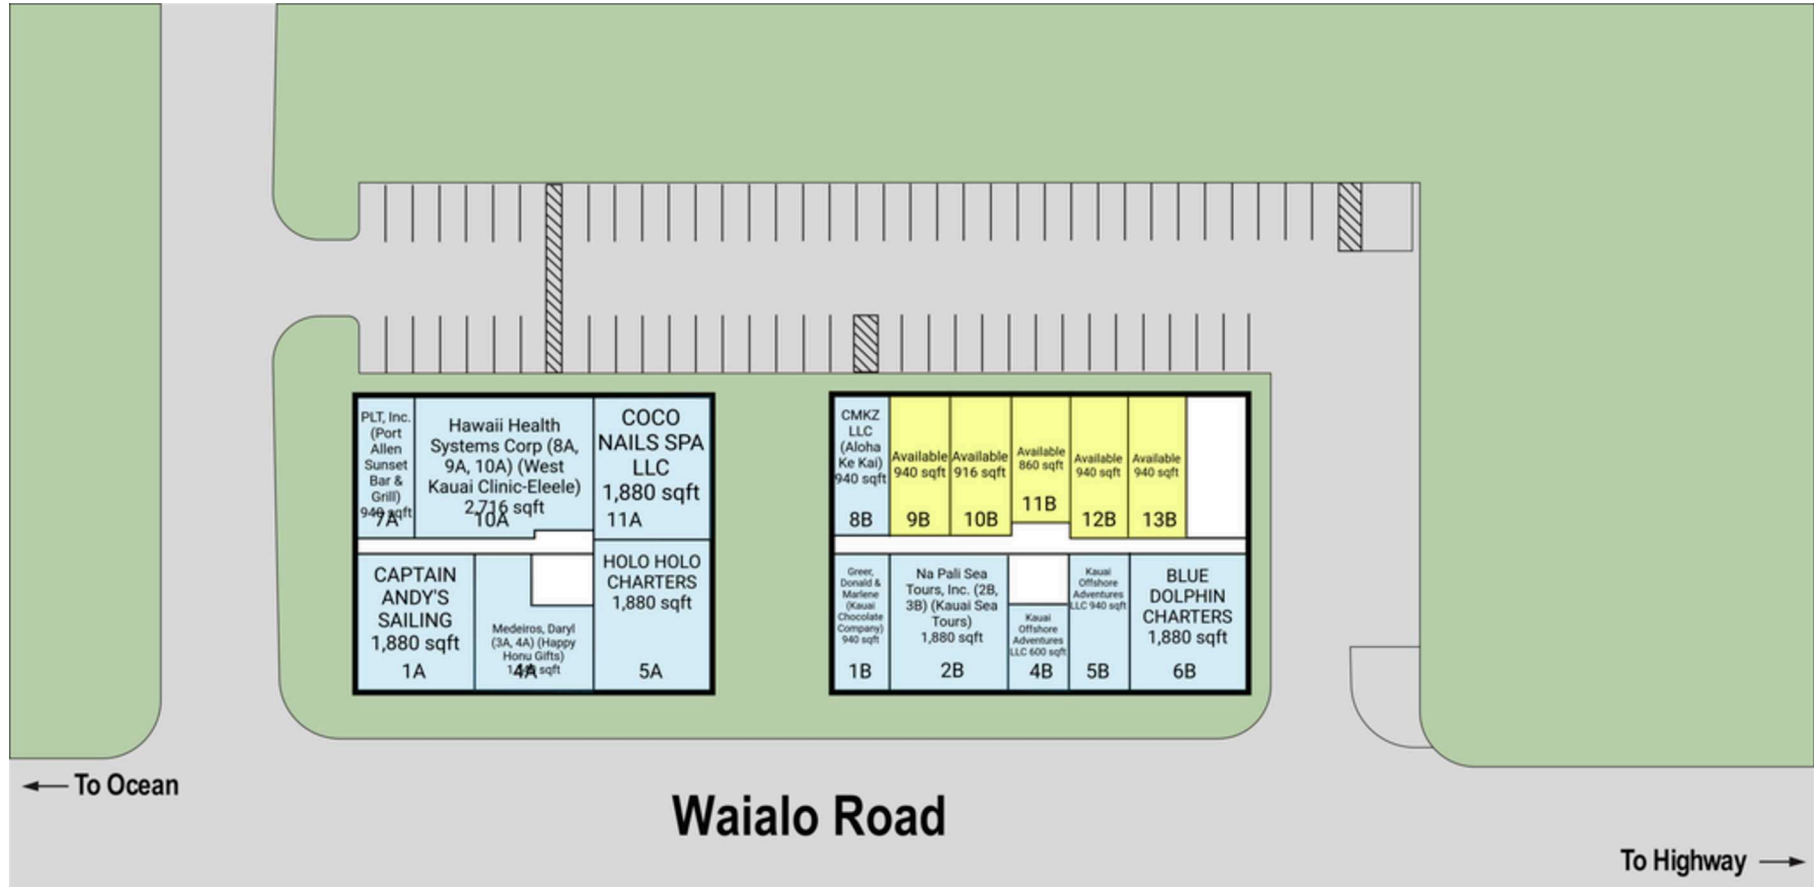 PLT, Inc.
(Port
Allen
Sunset
Bar &
Grill)
940 sqft
7A
Hawaii Health
Systems Corp (8A,
9A, 10A) (West
Kauai Clinic-Eleele)
2,716 sqft
10A
COCO
NAILS SPA
LLC
1,880 sqft
11A
CAPTAIN
ANDY'S
SAILING
1,880 sqft
1A
Medeiros, Daryl
(3A, 4A) (Happy
Honu Gifts)
sqft
4A
HOLO HOLO
CHARTERS
1,880 sqft
5A
CMKZ
LLC
(Aloha
Ke Kai)
940 sqft
8B
Available
940 sqft
9B
Available
916 sqft
10B
Available
860 sqft
11B
Available
940 sqft
12B
Available
940 sqft
13B
Greer,
Donald &
Marlene
(Kauai
Chocolate
Company)
940 sqft
1B
Na Pali Sea
Tours, Inc. (2B,
3B) (Kauai Sea
Tours)
1,880 sqft
2B
Kauai
Offshore
Adventures
LLC 600 sqft
4B
Kauai
Offshore
Adventures
LLC 940 sqft
5B
BLUE
DOLPHIN
CHARTERS
1,880 sqft
6B
To Ocean
Waialo Road
To Highway